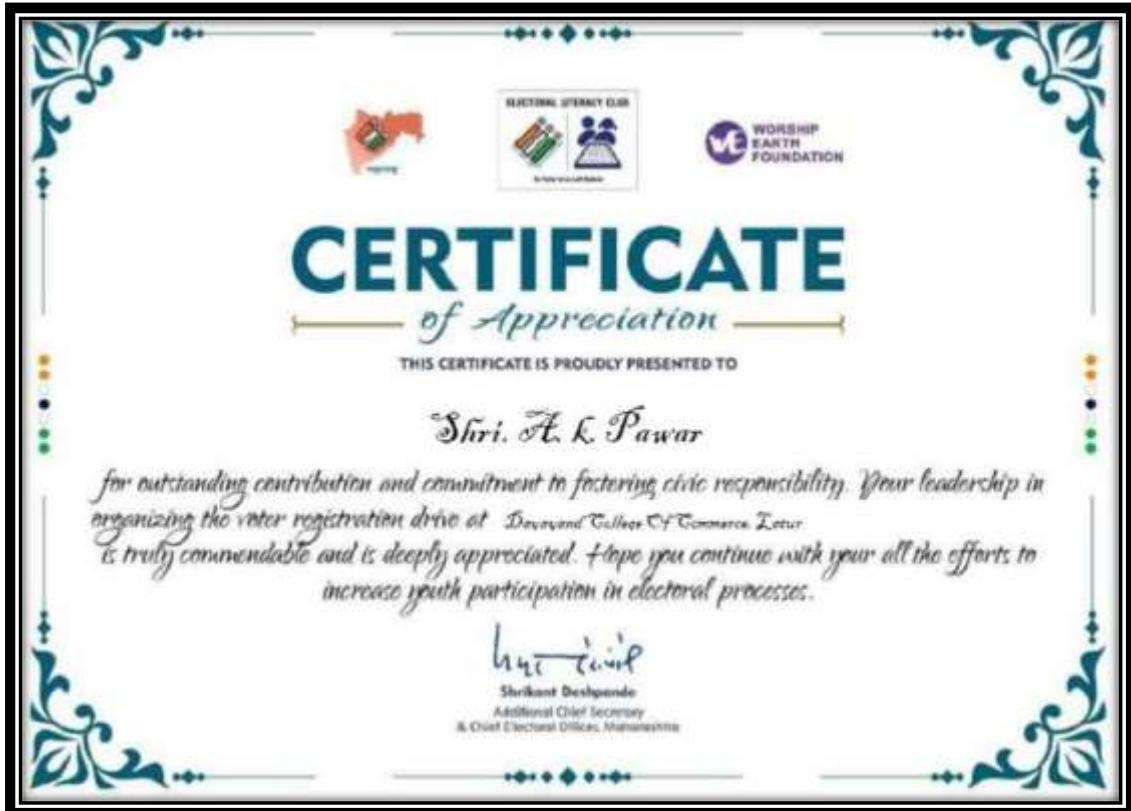 ELECTORAL LITERACY CLUB
WORSHIP
EARTH
FOUNDATION
CERTIFICATE
of Appreciation
THIS CERTIFICATE IS PROUDLY PRESENTED TO
Shri. A. K. Pawar
for outstanding contribution and commitment to fostering civic responsibility. Your leadership in
organizing the voter registration drive at Dayanand College Of Commerce, Latur
is truly commendable and is deeply appreciated. Hope you continue with your all the efforts to
increase youth participation in electoral processes.
Shrikant Deshpande
Additional Chief Secretary
& Chief Electoral Officer, Maharashtra